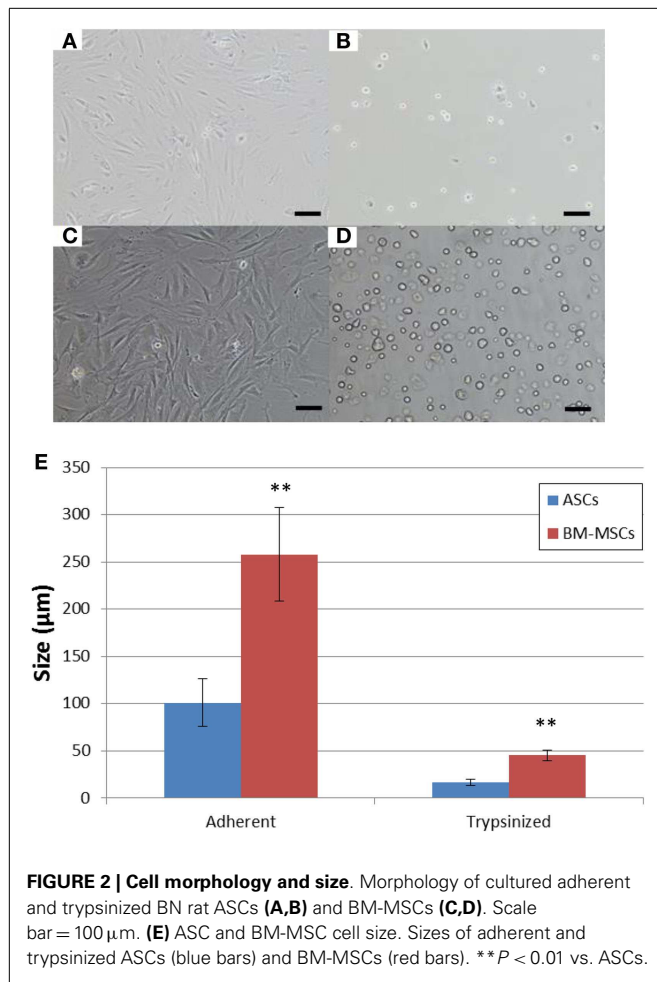 A
B
C
D
E
350
300
250
200
150
100
50
0
Size (µm)
**
**
ASCs
BM-MSCs
Adherent
Trypsinized
FIGURE 2 | Cell morphology and size. Morphology of cultured adherent
and trypsinized BN rat ASCs (A,B) and BM-MSCs (C,D). Scale
bar = 100 µm. (E) ASC and BM-MSC cell size. Sizes of adherent and
trypsinized ASCs (blue bars) and BM-MSCs (red bars). **P < 0.01 vs. ASCs.